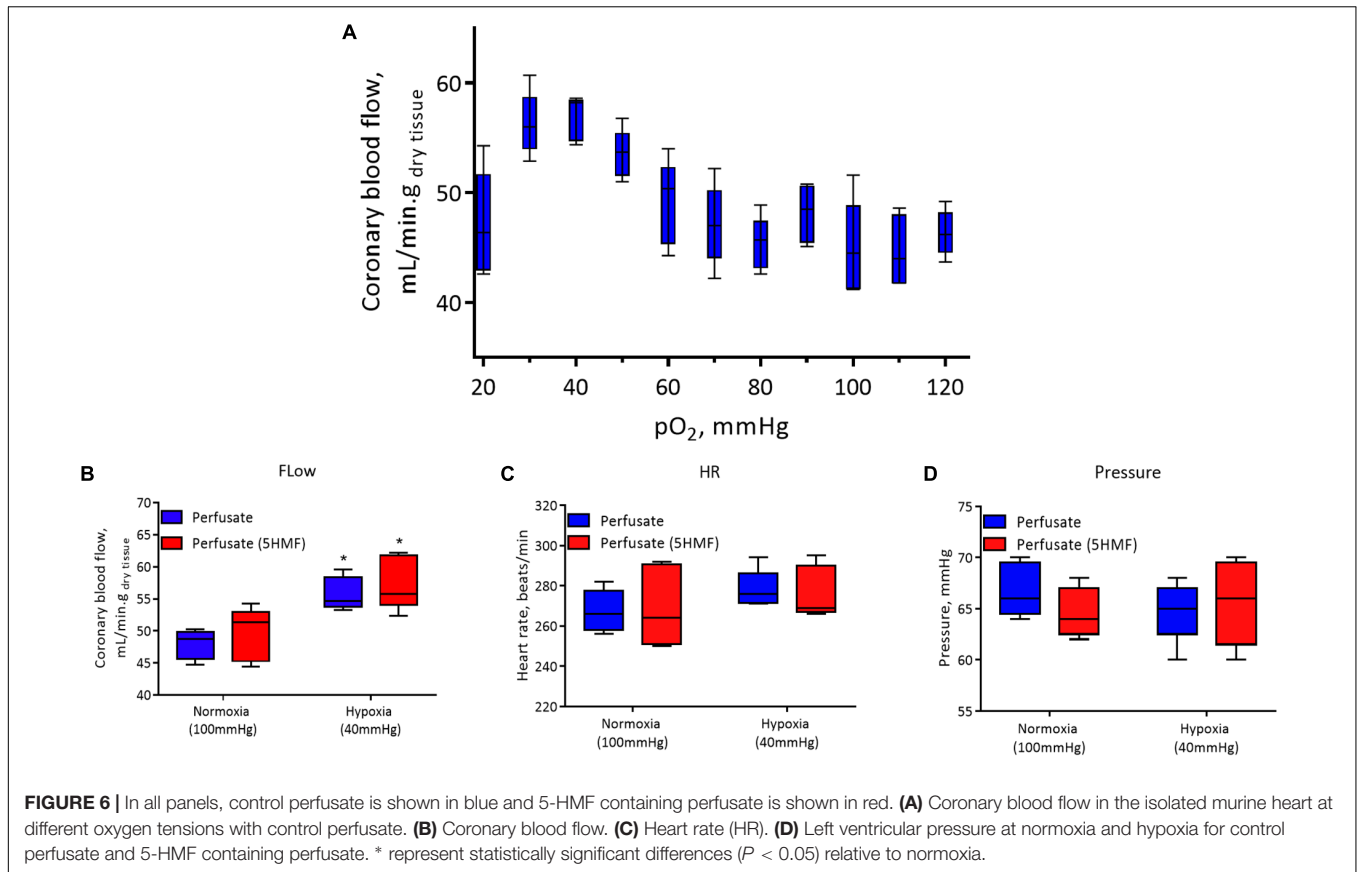 A
Coronary blood flow,
mL/min.g dry tissue
60
50
40
20 40 60 80 100 120
pO2, mmHg
B
FLow
Coronary blood flow,
mL/min.g dry tissue
70
65
60
55
50
45
40
Perfusate
Perfusate (5HMF)
* *
Normoxia Hypoxia
(100mmHg) (40mmHg)
C
HR
Heart rate, beats/min
320
300
280
260
240
220
Perfusate
Perfusate (5HMF)
Normoxia Hypoxia
(100mmHg) (40mmHg)
D
Pressure
Pressure, mmHg
75
70
65
60
55
Perfusate
Perfusate (5HMF)
Normoxia Hypoxia
(100mmHg) (40mmHg)
FIGURE 6 | In all panels, control perfusate is shown in blue and 5-HMF containing perfusate is shown in red. (A) Coronary blood flow in the isolated murine heart at
different oxygen tensions with control perfusate. (B) Coronary blood flow. (C) Heart rate (HR). (D) Left ventricular pressure at normoxia and hypoxia for control
perfusate and 5-HMF containing perfusate. * represent statistically significant differences (P < 0.05) relative to normoxia.